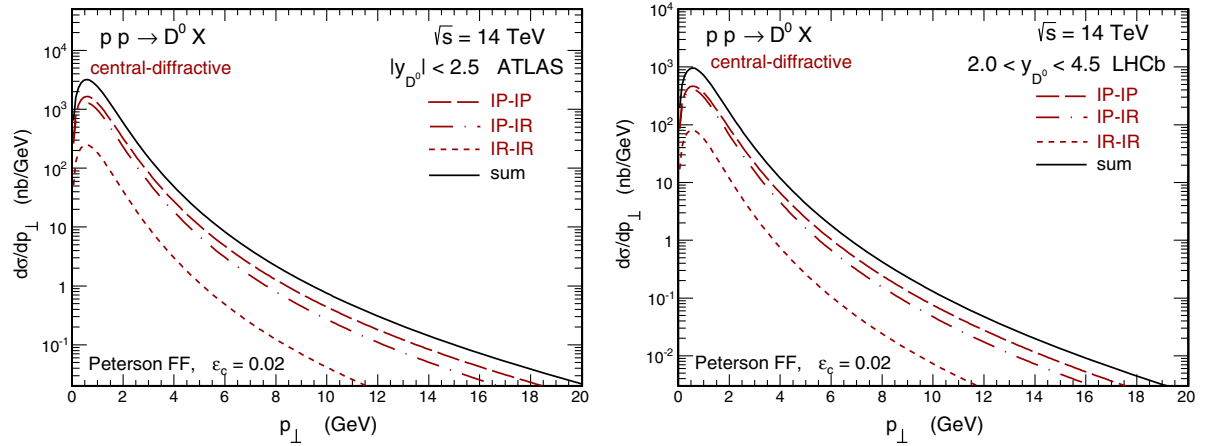 p p → D⁰ X
√s = 14 TeV
central-diffractive
|y_D⁰| < 2.5 ATLAS
IP-IP
IP-IR
IR-IR
sum
dσ/dp⊥ (nb/GeV)
10⁴
10³
10²
10
1
10⁻¹
Peterson FF, ε_c = 0.02
0 2 4 6 8 10 12 14 16 18 20
p⊥ (GeV)
p p → D⁰ X
√s = 14 TeV
central-diffractive
2.0 < y_D⁰ < 4.5 LHCb
IP-IP
IP-IR
IR-IR
sum
dσ/dp⊥ (nb/GeV)
10⁴
10³
10²
10
1
10⁻¹
10⁻²
Peterson FF, ε_c = 0.02
0 2 4 6 8 10 12 14 16 18 20
p⊥ (GeV)